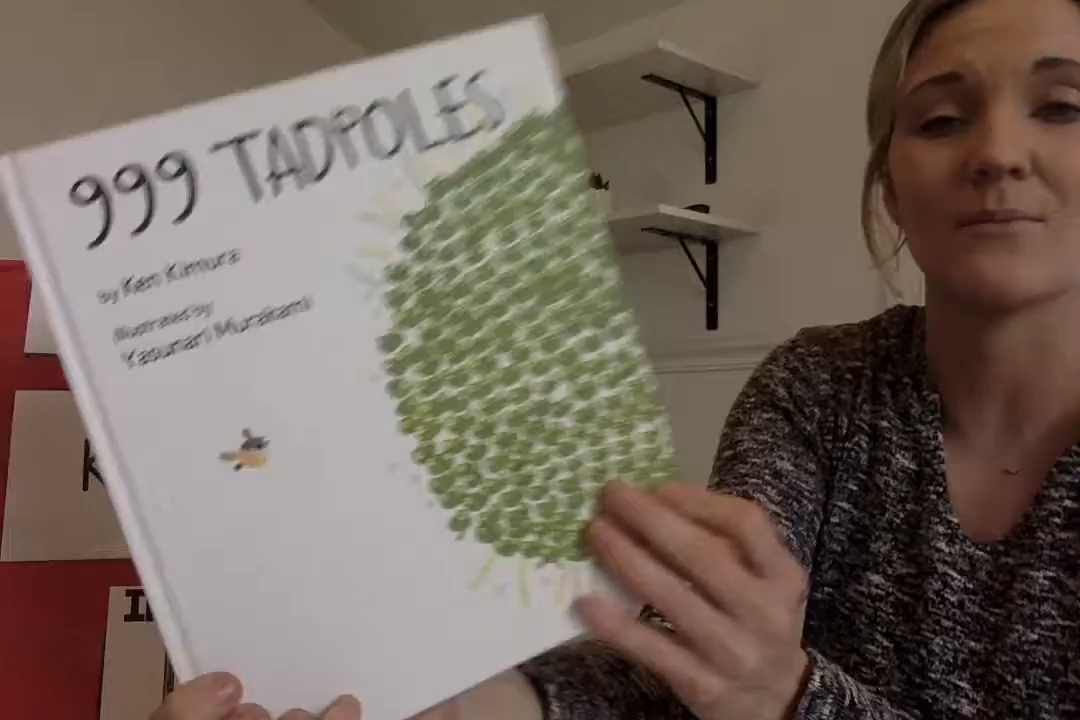 999 TADPOLES
by Ken Kimura
illustrated by
Yasunari Murakami
K
I